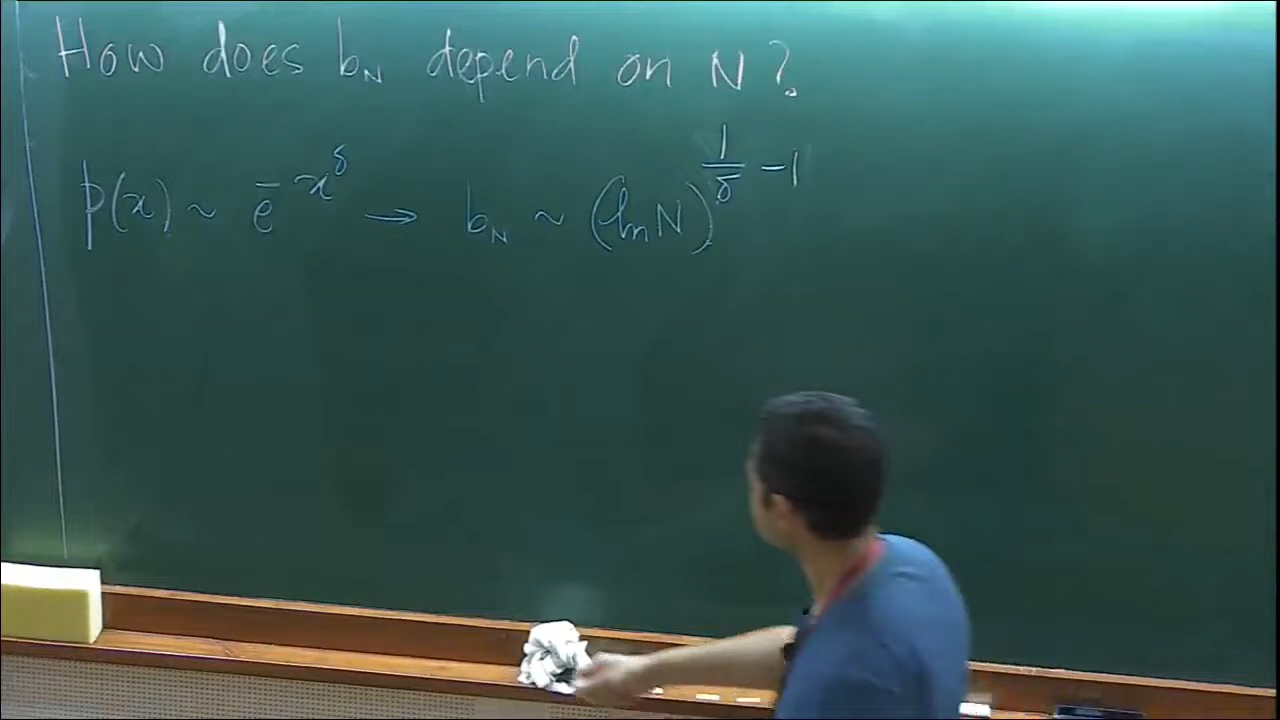 How does b_N depend on N?
p(x) ~ e^{-x^δ} → b_N ~ (ln N)^{1/δ - 1}